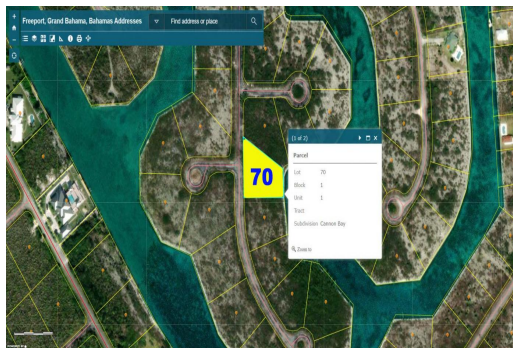 Freeport, Grand Bahama, Bahamas Addresses
Find address or place
(1 of 2)
Parcel
Lot 70
Block 1
Unit 1
Tract
Subdivision Cannon Bay
Zoom to
70